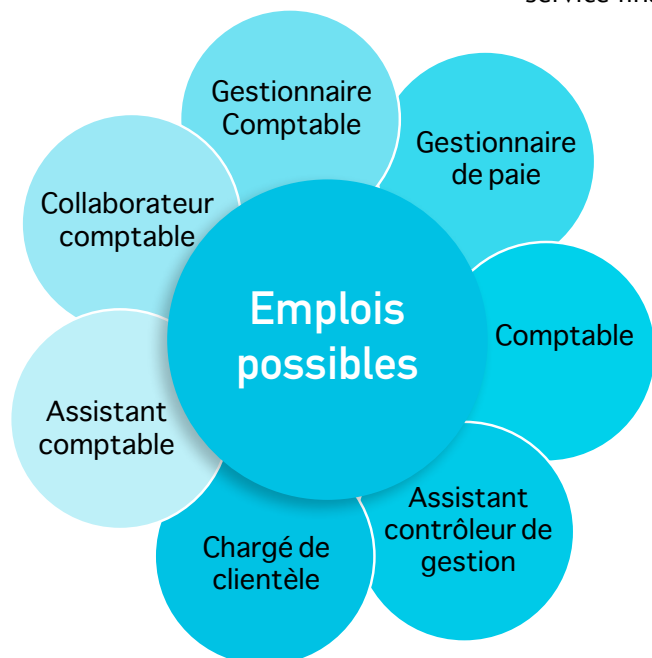 Gestionnaire
Comptable
Gestionnaire
de paie
Collaborateur
comptable
Emplois
possibles
Comptable
Assistant
comptable
Assistant
contrôleur de
gestion
Chargé de
clientèle